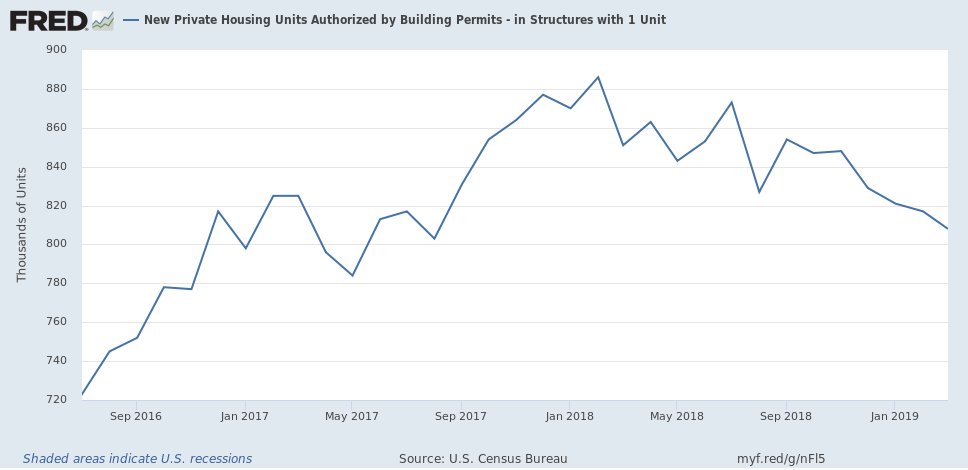 FRED
New Private Housing Units Authorized by Building Permits - in Structures with 1 Unit
900
880
860
840
820
800
780
760
740
720
Thousands of Units
Sep 2016
Jan 2017
May 2017
Sep 2017
Jan 2018
May 2018
Sep 2018
Jan 2019
Shaded areas indicate U.S. recessions
Source: U.S. Census Bureau
myf.red/g/nFl5